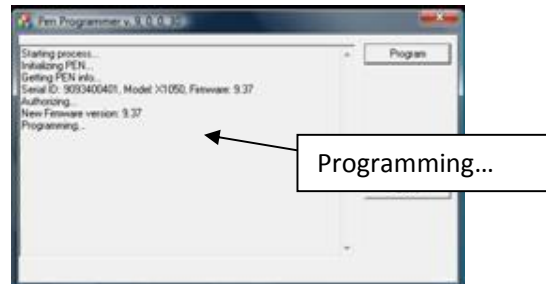 Pen Programmer v. 9. 0. 0. 30
Starting process...
Program
Initializing PEN...
Getting PEN info...
Serial ID: 9093400401, Model: X1050, Firmware: 9.37
Authorizing...
New Firmware version: 9.37
Programming...
Programming...